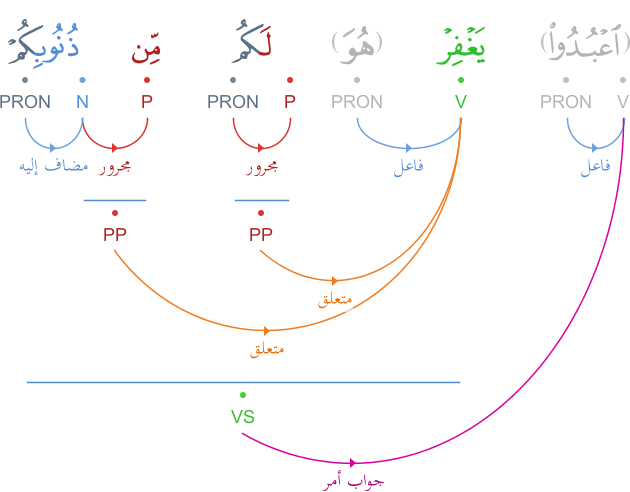 (ٱعْبُدُوا۟) يَغْفِرْ (هُوَ) لَكُم مِّن ذُنُوبِكُمْ
V PRON V PRON P PRON P N PRON
فاعل فاعل مجرور مجرور مضاف إليه
PP PP
متعلق
متعلق
VS
جواب أمر